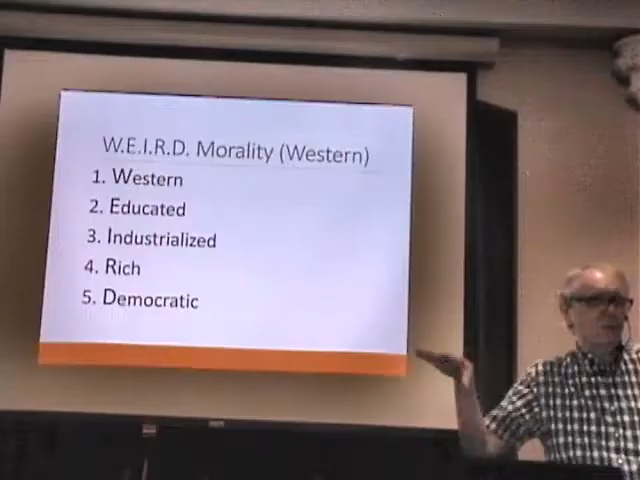 W.E.I.R.D. Morality (Western)
1. Western
2. Educated
3. Industrialized
4. Rich
5. Democratic